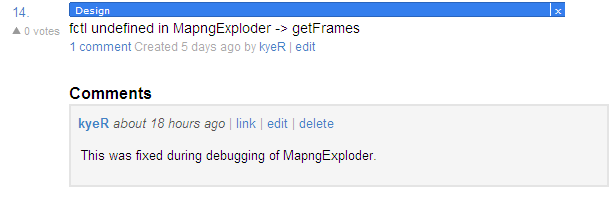 14.
Design
x
▲ 0 votes
fctl undefined in MapngExploder -> getFrames
1 comment Created 5 days ago by kyeR | edit
Comments
kyeR about 18 hours ago | link | edit | delete
This was fixed during debugging of MapngExploder.